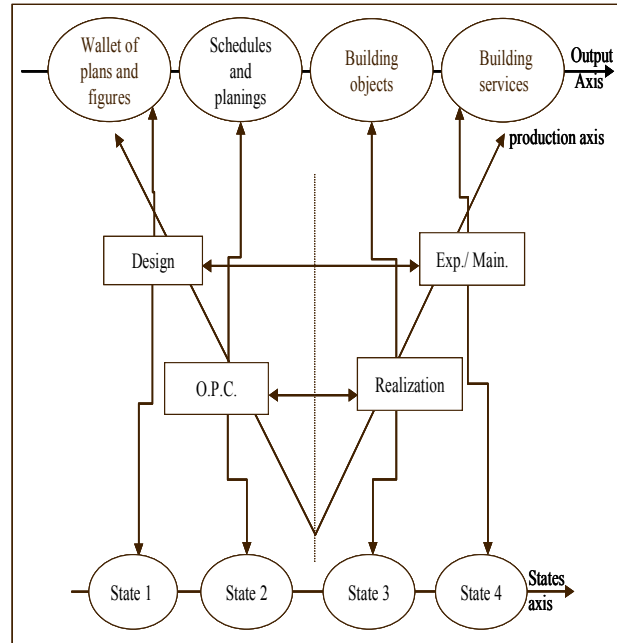 Wallet of
plans and
figures
Schedules
and
planings
Building
objects
Building
services
Output
Axis
production axis
Design
Exp./ Main.
O.P.C.
Realization
State 1
State 2
State 3
State 4
States
axis